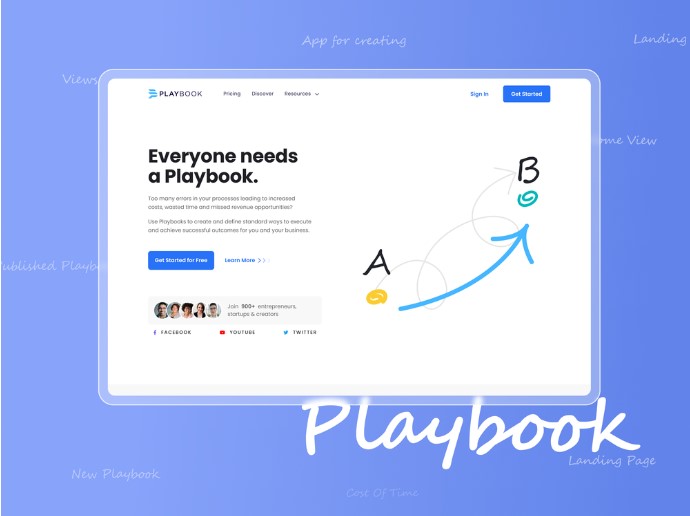 App for creating
Landing
Views
PLAYBOOK
Pricing Discover Resources
Sign In Get Started
ome View
Everyone needs
a Playbook.
Too many errors in your processes leading to increased
costs, wasted time and missed revenue opportunities?
Use Playbooks to create and define standard ways to execute
and achieve successful outcomes for you and your business.
Get Started for Free Learn More
B
A
ublished Playbo
Join 900+ entrepreneurs,
startups & creators
FACEBOOK YOUTUBE TWITTER
Playbook
Landing Page
New Playbook
Cost Of Time